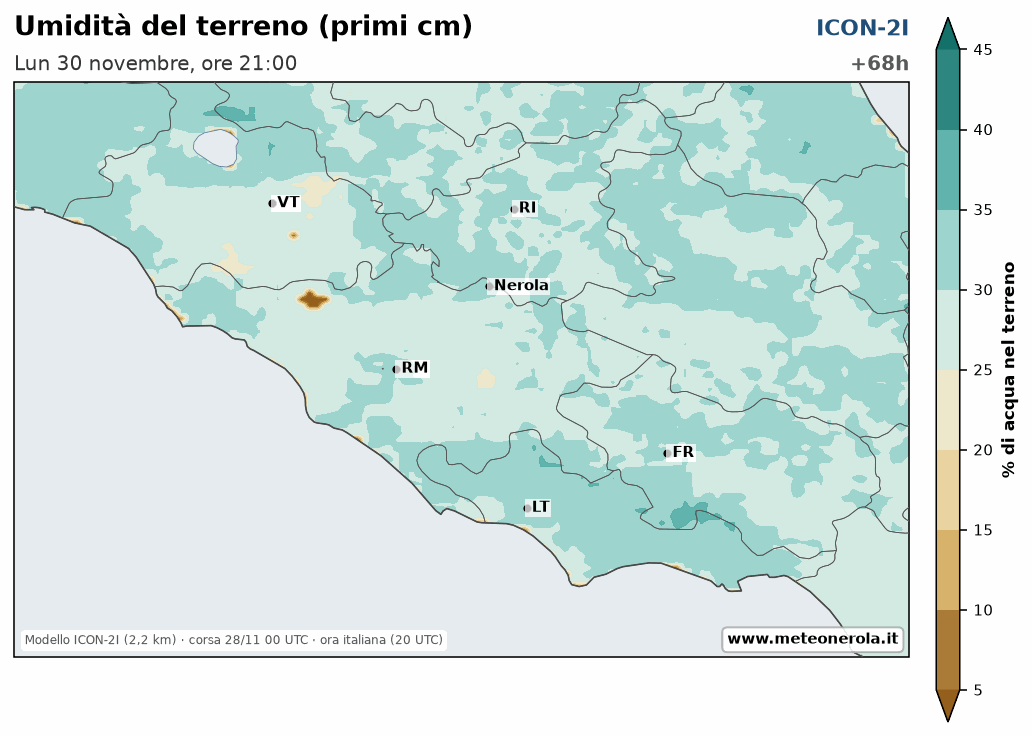 Umidità del terreno (primi cm)
ICON-2I
Lun 30 novembre, ore 21:00
+68h
45
40
35
30
25
20
15
10
5
% di acqua nel terreno
VT
RI
Nerola
RM
FR
LT
Modello ICON-2I (2,2 km) · corsa 28/11 00 UTC · ora italiana (20 UTC)
www.meteonerola.it